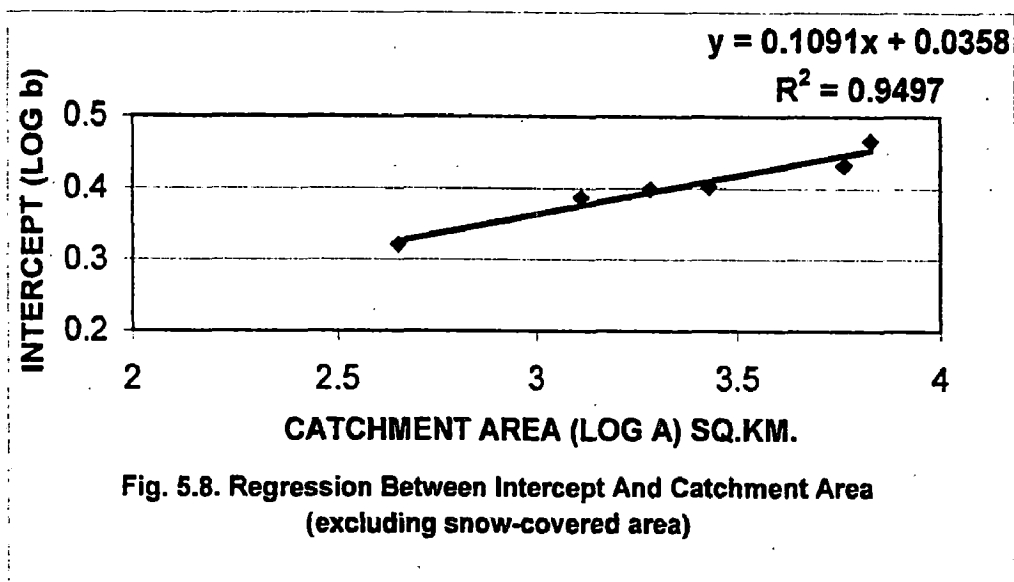 y = 0.1091x + 0.0358
R² = 0.9497
INTERCEPT (LOG b)
0.5
0.4
0.3
0.2
2 2.5 3 3.5 4
CATCHMENT AREA (LOG A) SQ.KM.
Fig. 5.8. Regression Between Intercept And Catchment Area
(excluding snow-covered area)